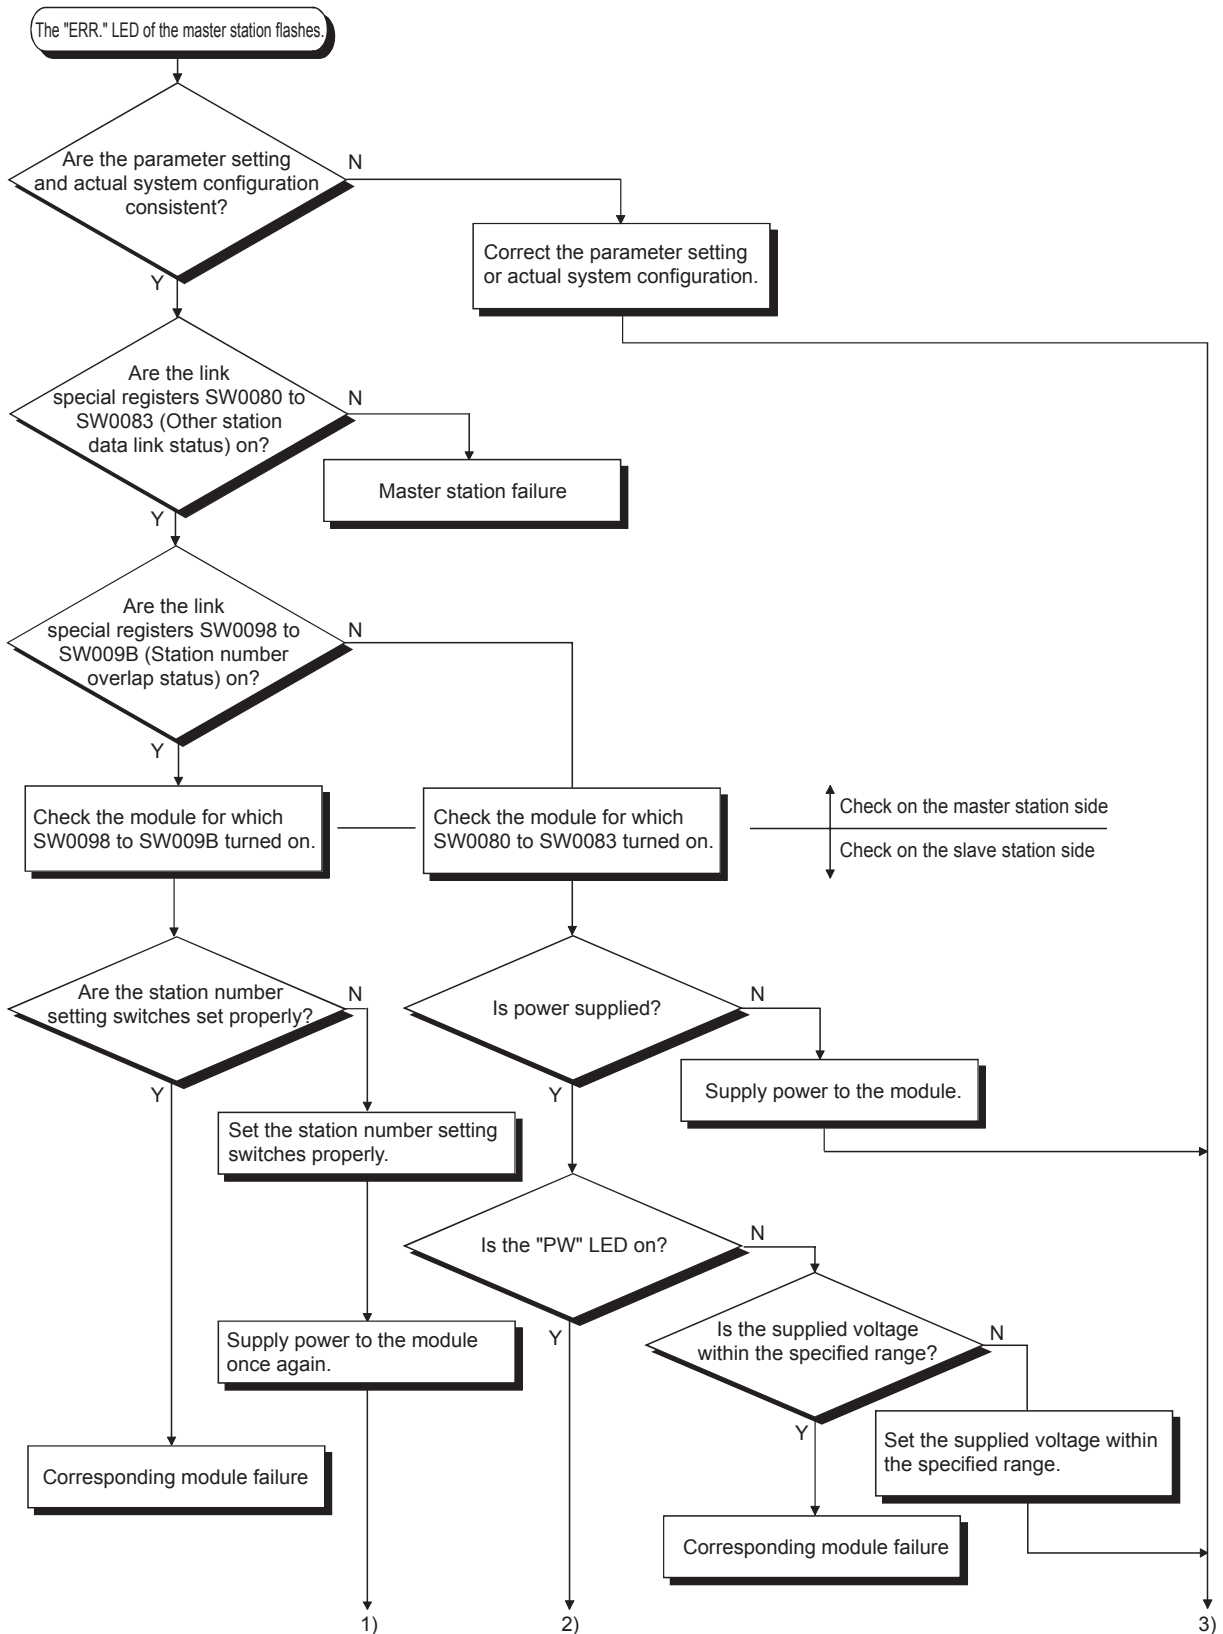 The "ERR." LED of the master station flashes.
Are the parameter setting
and actual system configuration
consistent?
N
Y
Correct the parameter setting
or actual system configuration.
Are the link
special registers SW0080 to
SW0083 (Other station
data link status) on?
N
Y
Master station failure
Are the link
special registers SW0098 to
SW009B (Station number
overlap status) on?
N
Y
Check the module for which
SW0098 to SW009B turned on.
Check the module for which
SW0080 to SW0083 turned on.
Check on the master station side
Check on the slave station side
Are the station number
setting switches set properly?
N
Y
Is power supplied?
N
Y
Supply power to the module.
Set the station number setting
switches properly.
Is the "PW" LED on?
N
Y
Supply power to the module
once again.
Is the supplied voltage
within the specified range?
N
Y
Set the supplied voltage within
the specified range.
Corresponding module failure
Corresponding module failure
1)
2)
3)